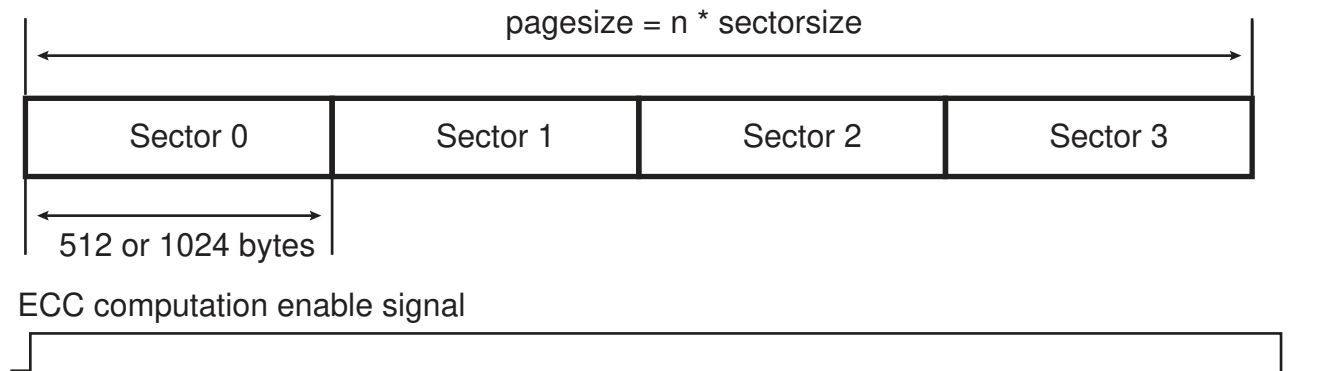 pagesize = n * sectorsize
Sector 0 Sector 1 Sector 2 Sector 3
512 or 1024 bytes
ECC computation enable signal